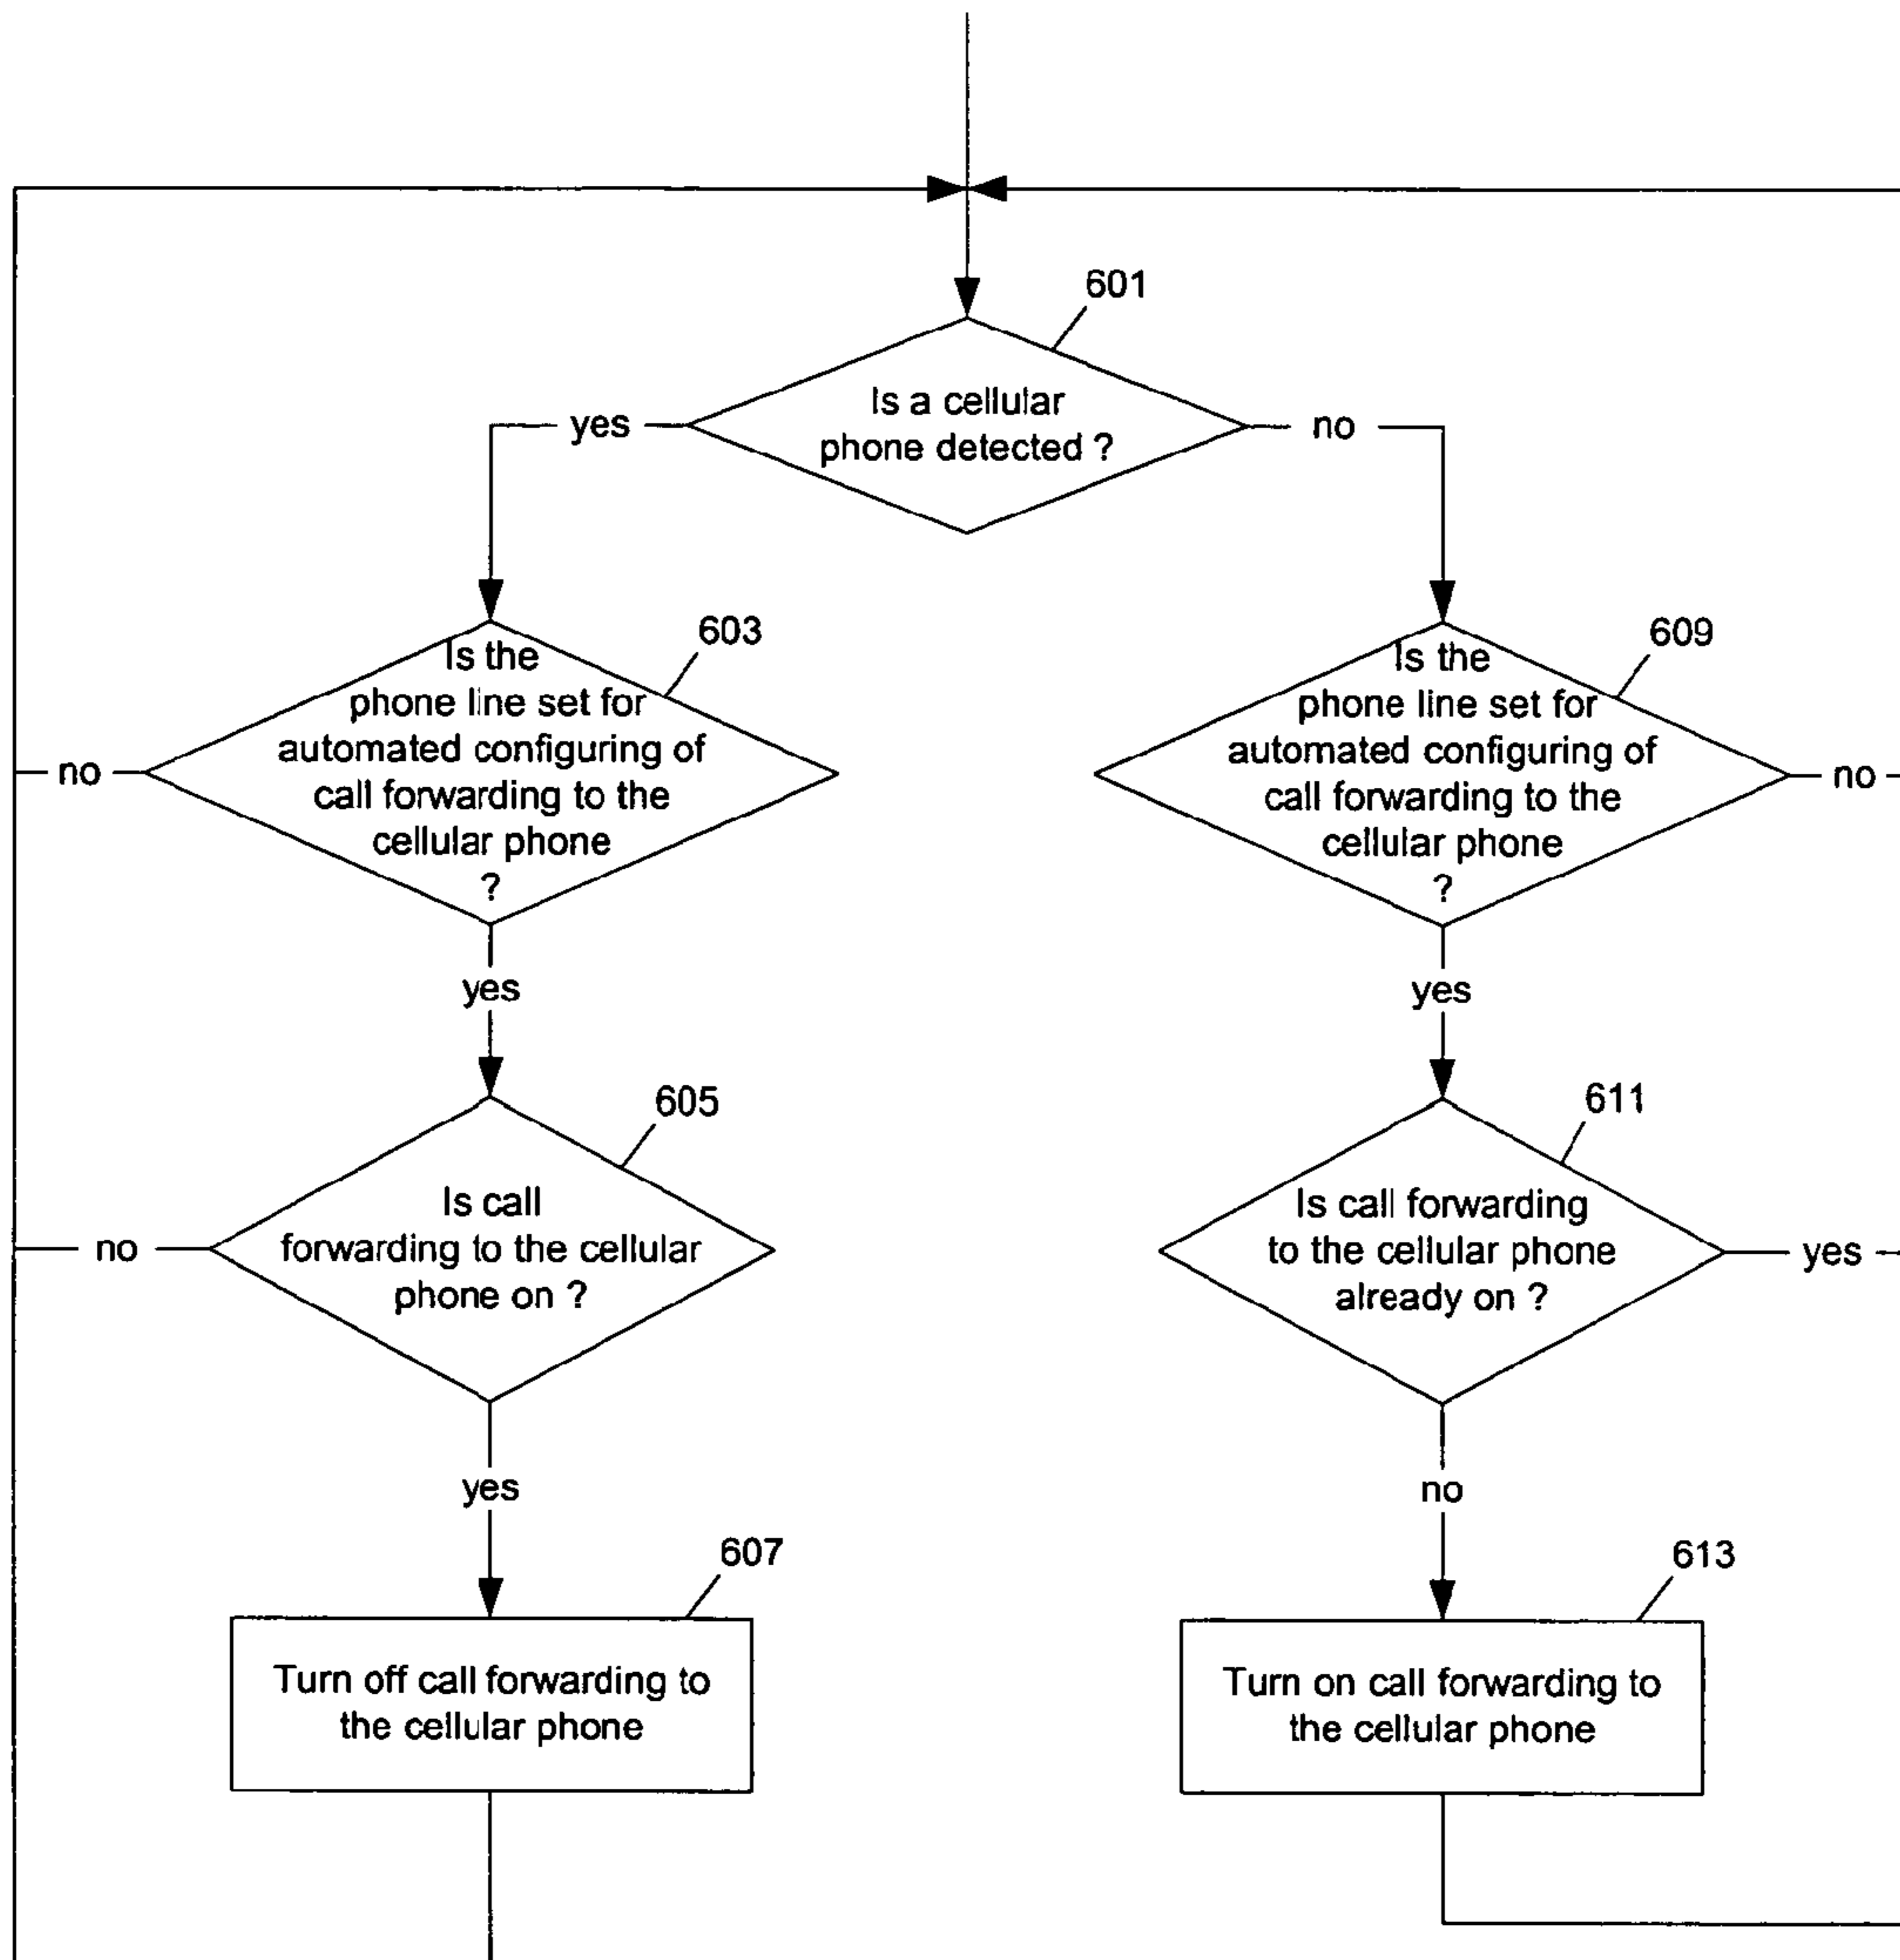 601
Is a cellular
phone detected ?
yes
no
603
Is the
phone line set for
automated configuring of
call forwarding to the
cellular phone
?
no
yes
609
Is the
phone line set for
automated configuring of
call forwarding to the
cellular phone
?
no
yes
605
Is call
forwarding to the cellular
phone on ?
no
yes
611
Is call forwarding
to the cellular phone
already on ?
yes
no
607
Turn off call forwarding to
the cellular phone
613
Turn on call forwarding to
the cellular phone